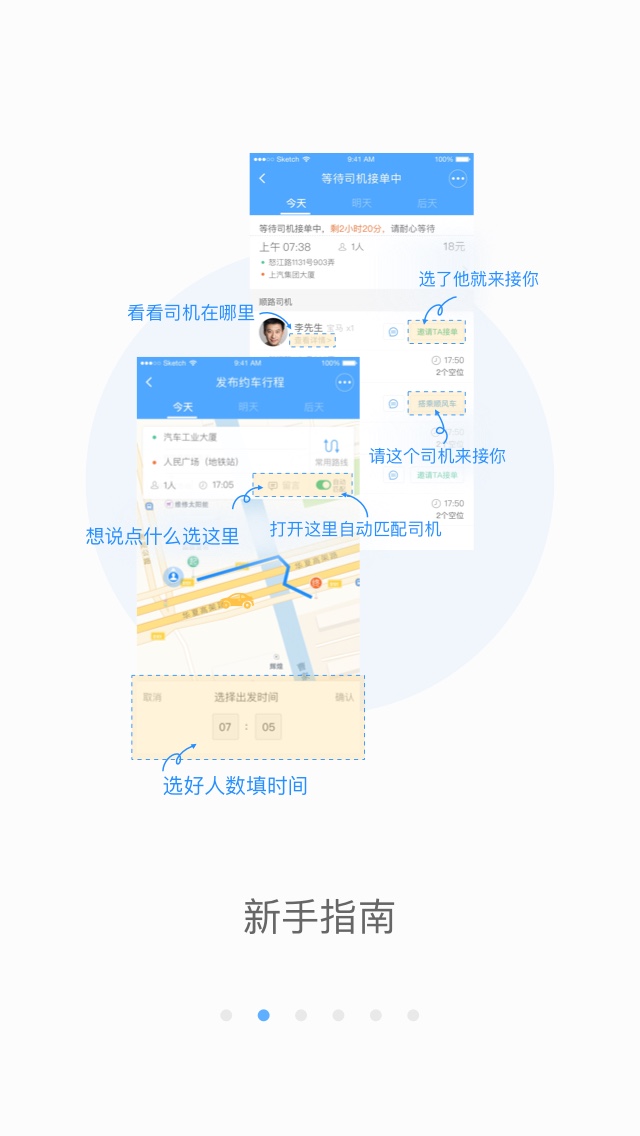 Sketch 9:41 AM 100%
等待司机接单中
今天 明天 后天
等待司机接单中，剩2小时20分，请耐心等待
上午 07:38 1人 18元
怒江路1131号903弄
上汽集团大厦
选了他就来接你
顺路司机
看看司机在哪里
李先生 宝马 x1 邀请TA接单
查看详情>
17:50
2个空位
Sketch 9:41 AM 100%
发布约车行程
今天 明天 后天
搭乘顺风车
汽车工业大厦
人民广场（地铁站）
常用路线
请这个司机来接你
邀请TA接单
1人 17:05 留言 自动匹配
17:50
2个空位
想说点什么选这里
打开这里自动匹配司机
华夏高架路
终
华夏高架路
取消 选择出发时间 确认
07 : 05
选好人数填时间
新手指南